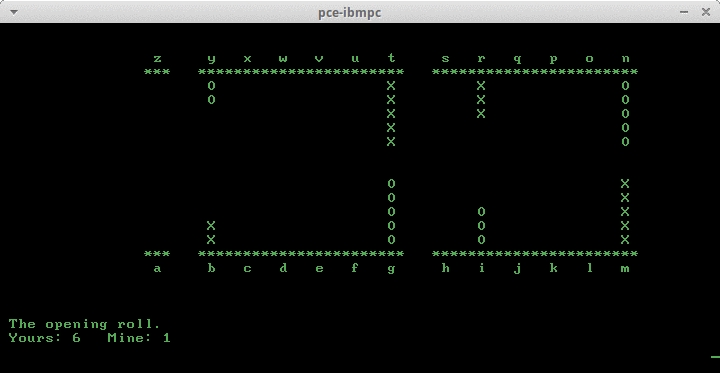 pce-ibmpc
z y x w v u t s r q p o n
*** ****************** ******************
O X X O
O X X O
X X O
X O
X O
O X
O X
O O X
X O O X
X O O X
*** ****************** ******************
a b c d e f g h i j k l m
The opening roll.
Yours: 6 Mine: 1